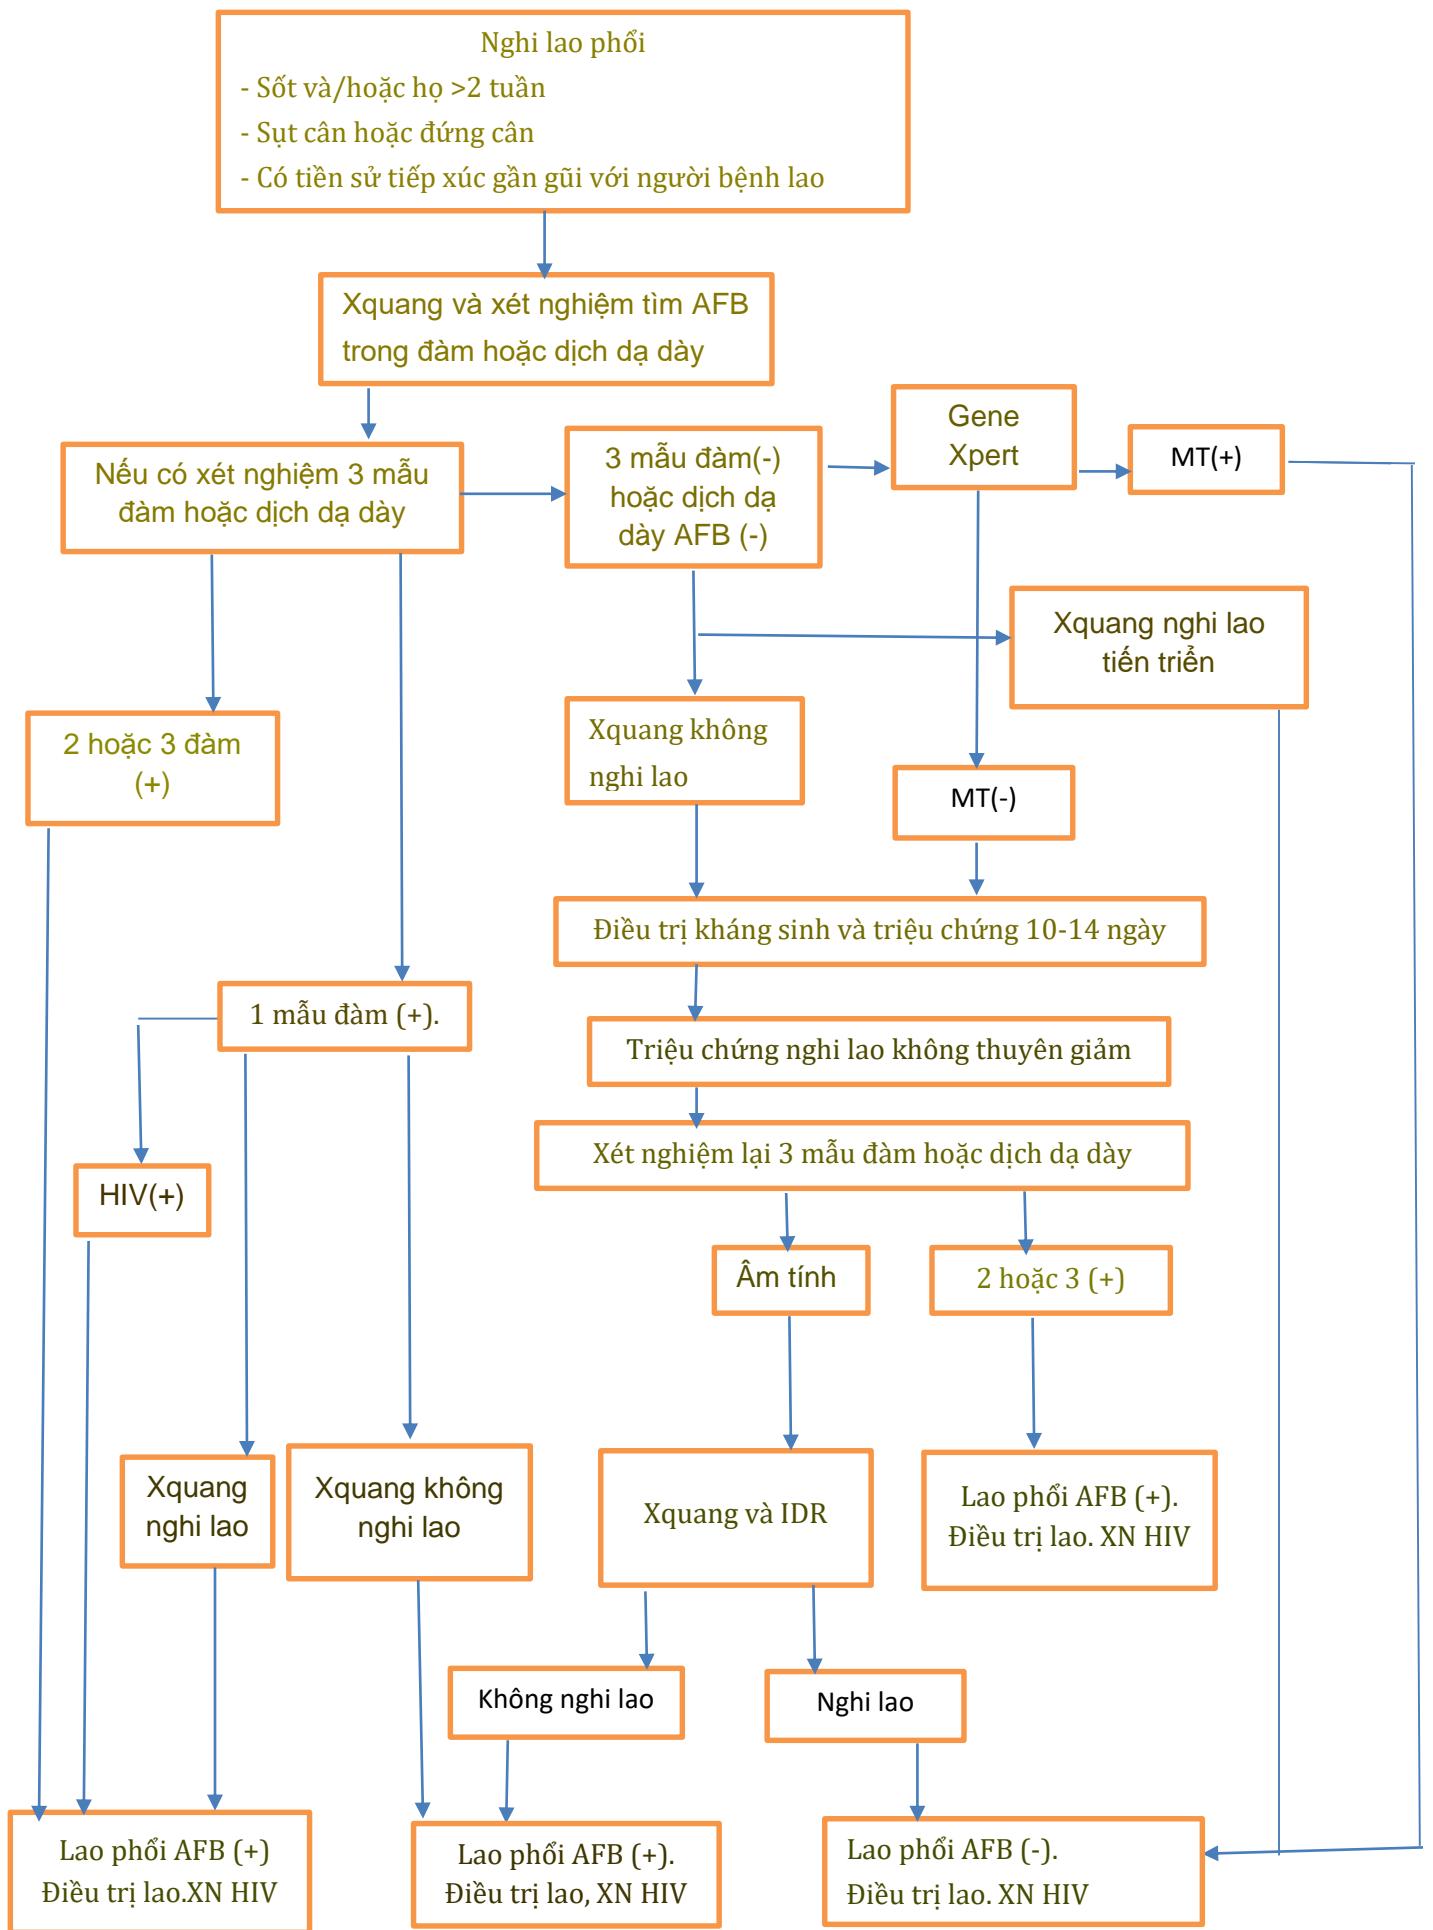 Nghi lao phổi
- Sốt và/hoặc họ >2 tuần
- Sụt cân hoặc đứng cân
- Có tiền sử tiếp xúc gần gũi với người bệnh lao
Xquang và xét nghiệm tìm AFB
trong đàm hoặc dịch dạ dày
Nếu có xét nghiệm 3 mẫu
đàm hoặc dịch dạ dày
3 mẫu đàm(-)
hoặc dịch dạ
dày AFB (-)
Gene
Xpert
MT(+)
Xquang nghi lao
tiến triển
2 hoặc 3 đàm
(+)
Xquang không
nghi lao
MT(-)
Điều trị kháng sinh và triệu chứng 10-14 ngày
1 mẫu đàm (+).
Triệu chứng nghi lao không thuyên giảm
Xét nghiệm lại 3 mẫu đàm hoặc dịch dạ dày
HIV(+)
Âm tính
2 hoặc 3 (+)
Xquang
nghi lao
Xquang không
nghi lao
Xquang và IDR
Lao phổi AFB (+).
Điều trị lao. XN HIV
Không nghi lao
Nghi lao
Lao phổi AFB (+)
Điều trị lao.XN HIV
Lao phổi AFB (+).
Điều trị lao, XN HIV
Lao phổi AFB (-).
Điều trị lao. XN HIV